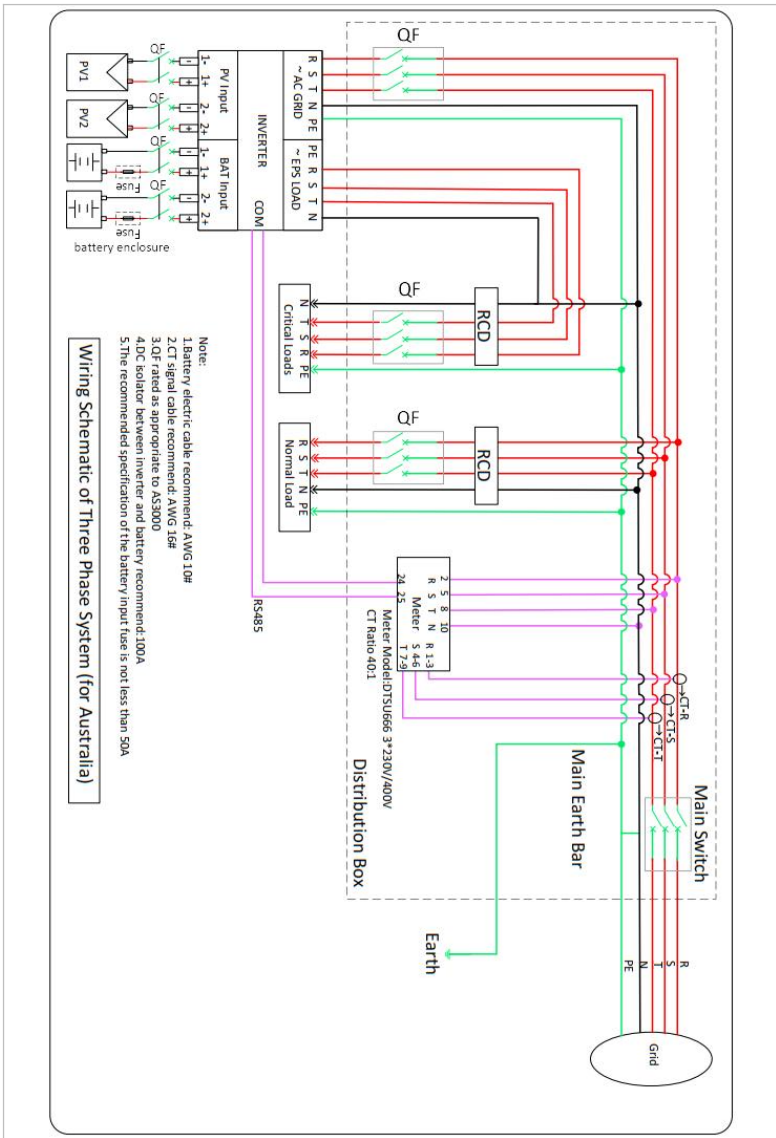 QF
QF
QF
QF
QF
PV1
PV2
1-
1+
2-
2+
PV Input
- + - +
1-
1+
2-
2+
BAT Input
- + - +
Fuse
Fuse
battery enclosure
INVERTER
COM
R S T N PE
~ AC GRID
PE R S T N
~ EPS LOAD
QF
QF
RCD
N T S R PE
Critical Loads
QF
RCD
R S T N PE
Normal Load
2 5 8 10
R S T N
Meter
24 25
R 1-3
S 4-6
T 7-9
RS485
Meter Model:DTSU666 3*230V/400V
CT Ratio 40:1
CT-R
CT-S
CT-T
Main Switch
Main Earth Bar
Distribution Box
Earth
R
S
T
N
PE
Grid
Note:
1.Battery electric cable recommend: AWG 10#
2.CT signal cable recommend: AWG 16#
3.QF rated as appropriate to AS3000
4.DC isolator between inverter and battery recommend:100A
5.The recommended specification of the battery input fuse is not less than 50A
Wiring Schematic of Three Phase System (for Australia)